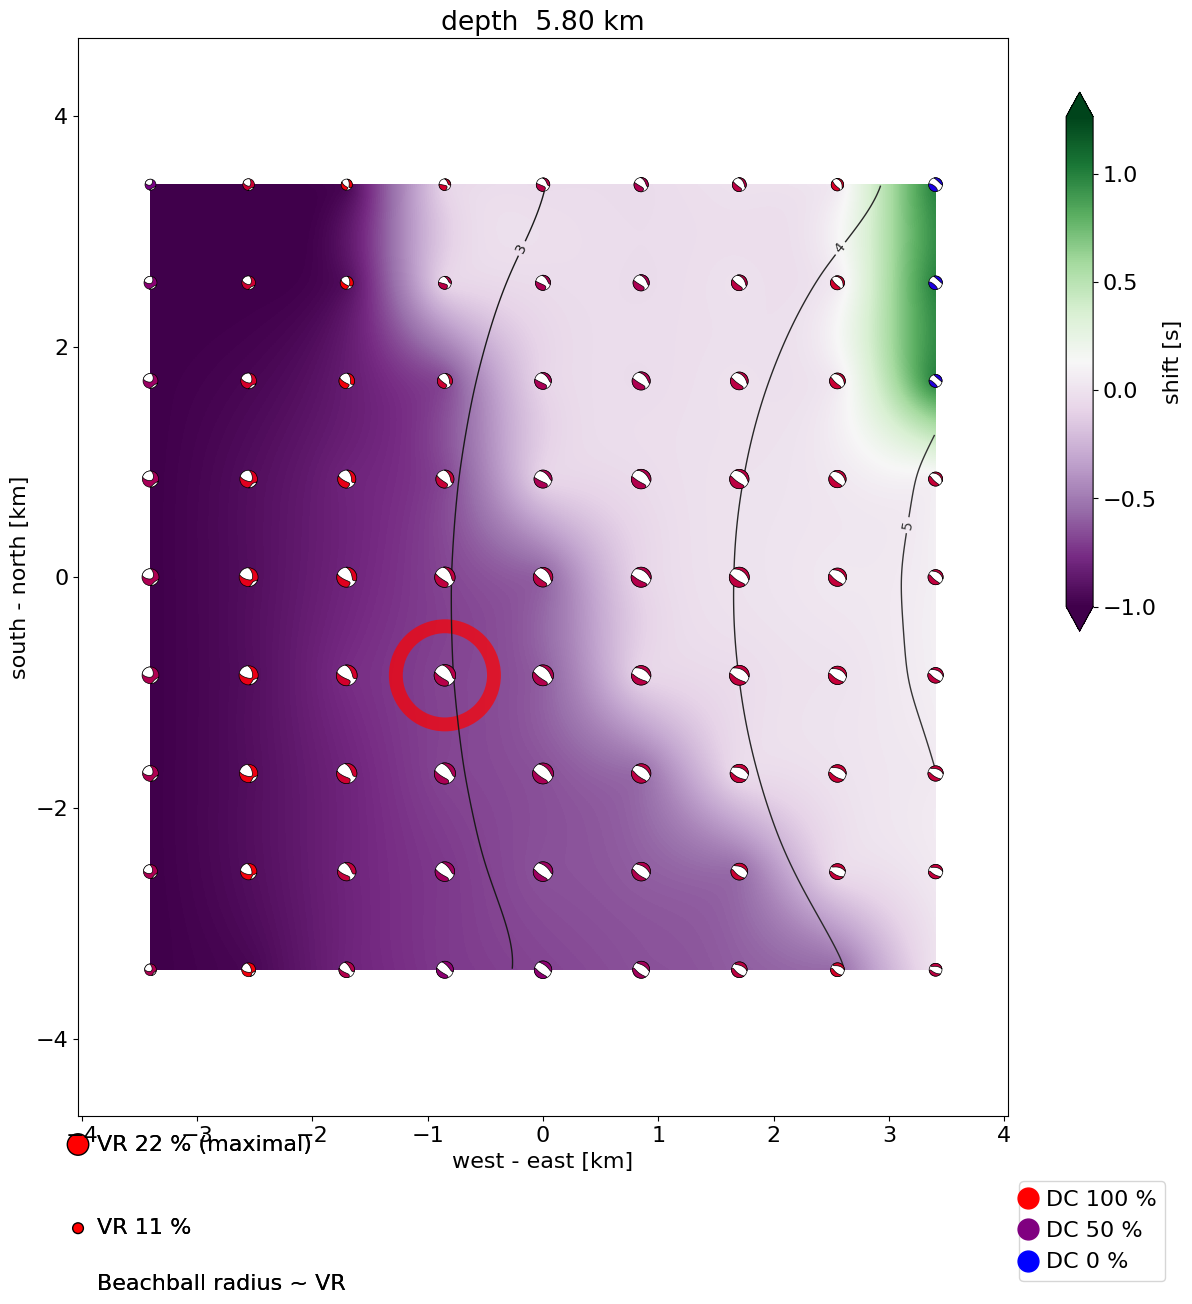 depth  5.80 km
4
2
0
−2
−4
south - north [km]
3
4
5
−4
−3
−2
−1
0
1
2
3
4
west - east [km]
1.0
0.5
0.0
−0.5
−1.0
shift [s]
VR 22 % (maximal)
VR 11 %
Beachball radius ~ VR
DC 100 %
DC 50 %
DC 0 %